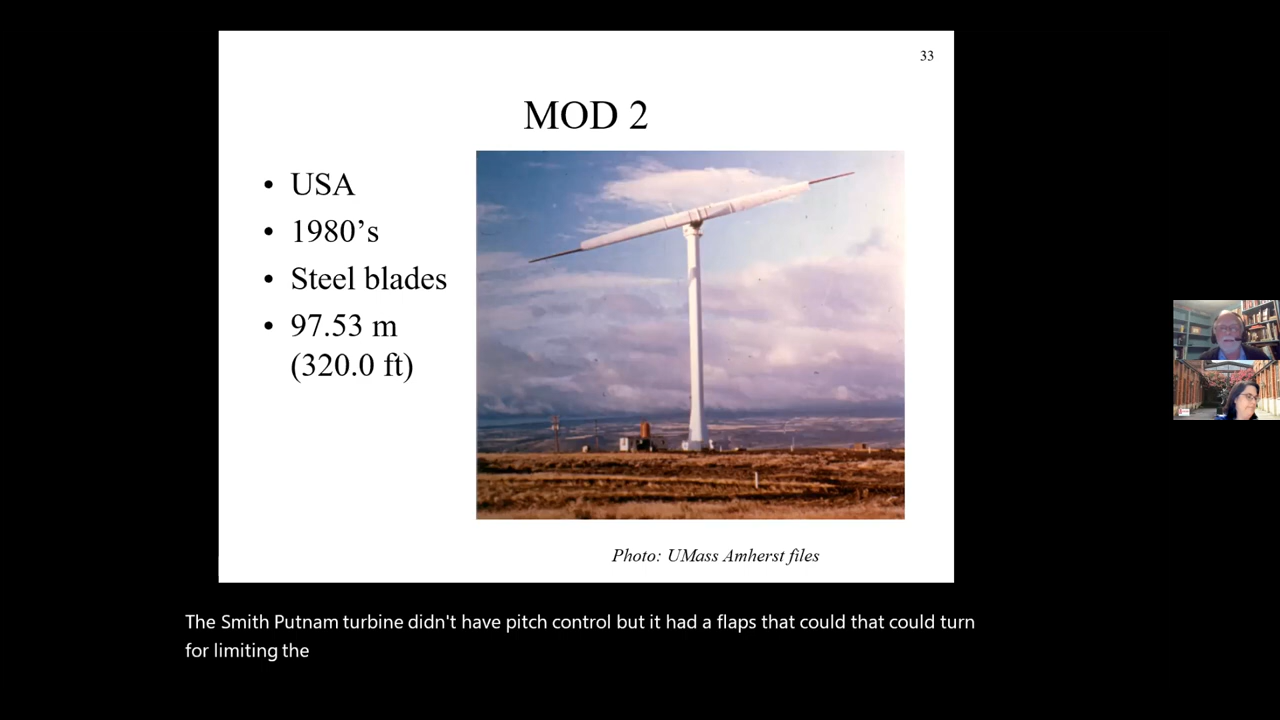 33
MOD 2
• USA
• 1980’s
• Steel blades
• 97.53 m
(320.0 ft)
Photo: UMass Amherst files
The Smith Putnam turbine didn't have pitch control but it had a flaps that could that could turn
for limiting the